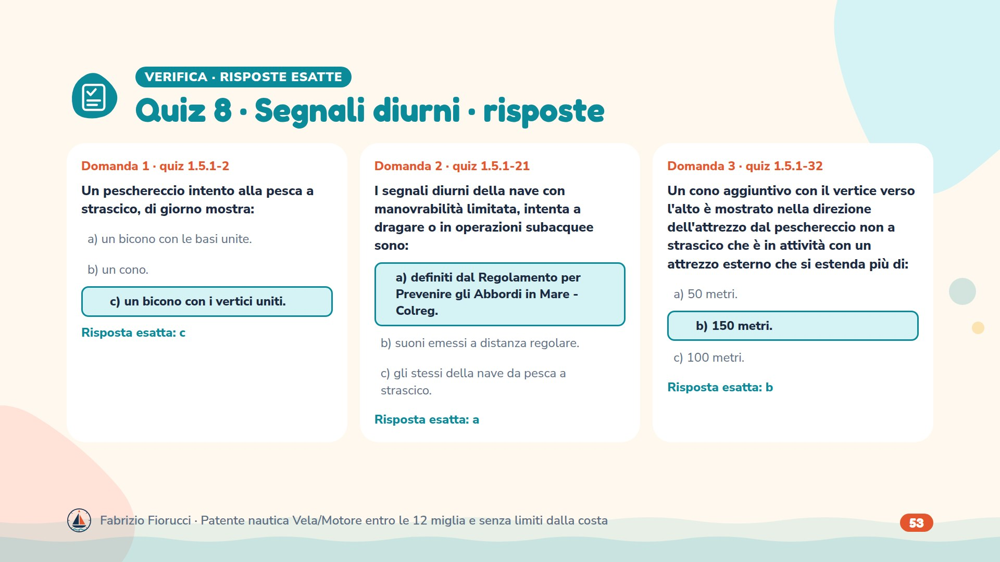 VERIFICA · RISPOSTE ESATTE
Quiz 8 · Segnali diurni · risposte
Domanda 1 · quiz 1.5.1-2
Un peschereccio intento alla pesca a
strascico, di giorno mostra:
a) un bicono con le basi unite.
b) un cono.
c) un bicono con i vertici uniti.
Risposta esatta: c
Domanda 2 · quiz 1.5.1-21
I segnali diurni della nave con
manovrabilità limitata, intenta a
dragare o in operazioni subacquee
sono:
a) definiti dal Regolamento per
Prevenire gli Abbordi in Mare -
Colreg.
b) suoni emessi a distanza regolare.
c) gli stessi della nave da pesca a
strascico.
Risposta esatta: a
Domanda 3 · quiz 1.5.1-32
Un cono aggiuntivo con il vertice verso
l'alto è mostrato nella direzione
dell'attrezzo dal peschereccio non a
strascico che è in attività con un
attrezzo esterno che si estenda più di:
a) 50 metri.
b) 150 metri.
c) 100 metri.
Risposta esatta: b
Fabrizio Fiorucci · Patente nautica Vela/Motore entro le 12 miglia e senza limiti dalla costa
53